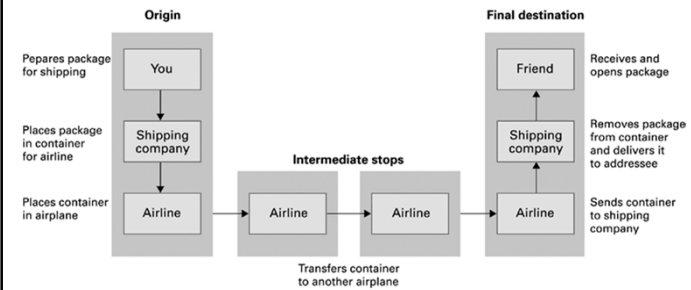 Origin
Final destination
Pepares package
for shipping
You
Friend
Receives and
opens package
Places package
in container
for airline
Shipping
company
Shipping
company
Removes package
from container
and delivers it
to addressee
Intermediate stops
Places container
in airplane
Airline
Airline
Airline
Airline
Sends container
to shipping
company
Transfers container
to another airplane